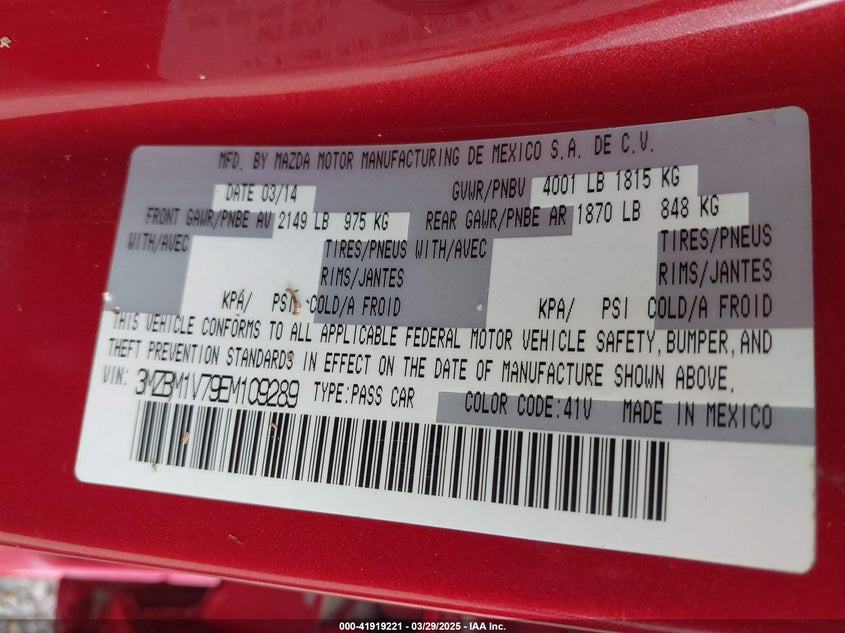 MFD. BY MAZDA MOTOR MANUFACTURING DE MEXICO S.A. DE C.V.
DATE 03/14 GVWR/PNBV 4001 LB 1815 KG
FRONT GAWR/PNBE AV 2149 LB 975 KG REAR GAWR/PNBE AR 1870 LB 848 KG
WITH/AVEC TIRES/PNEUS WITH/AVEC TIRES/PNEUS
RIMS/JANTES RIMS/JANTES
KPA/ PSI COLD/A FROID KPA/ PSI COLD/A FROID
THIS VEHICLE CONFORMS TO ALL APPLICABLE FEDERAL MOTOR VEHICLE SAFETY, BUMPER, AND
THEFT PREVENTION STANDARDS IN EFFECT ON THE DATE OF MANUFACTURE SHOWN ABOVE.
VIN: 3MZBM1V79EM109289 TYPE:PASS CAR COLOR CODE:41V MADE IN MEXICO
000-41919221 - 03/29/2025 - IAA Inc.